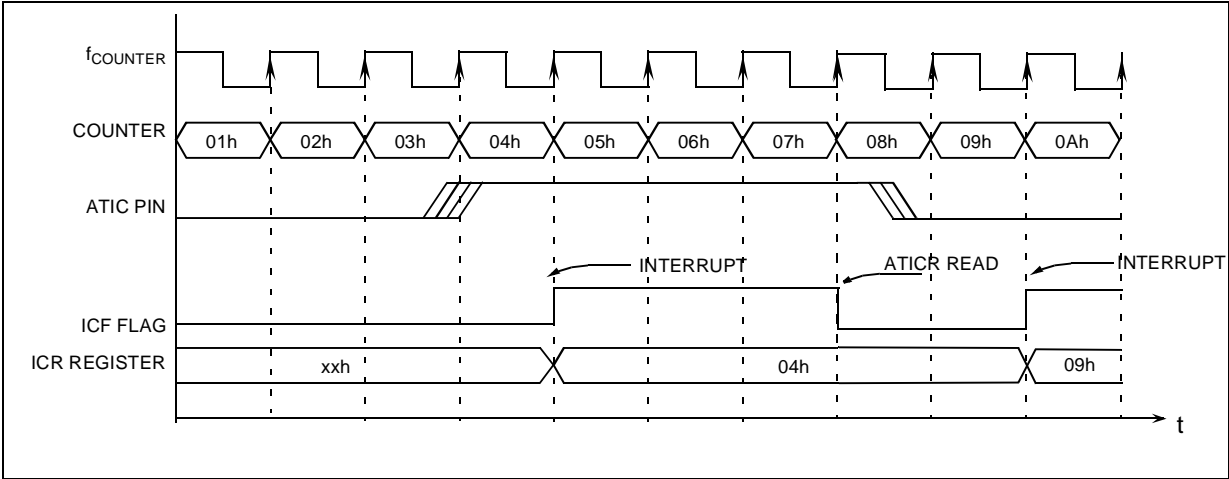 fCOUNTER
COUNTER 01h 02h 03h 04h 05h 06h 07h 08h 09h 0Ah
ATIC PIN
INTERRUPT ATICR READ INTERRUPT
ICF FLAG
ICR REGISTER xxh 04h 09h
t